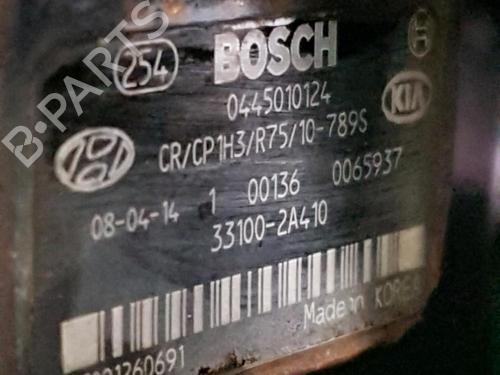 254 BOSCH
0445010124
CR/CP1H3/R75/10-789S KIA
08-04-14 1 00136 0065937
33100-2A410
Made in KOREA
B-PARTS